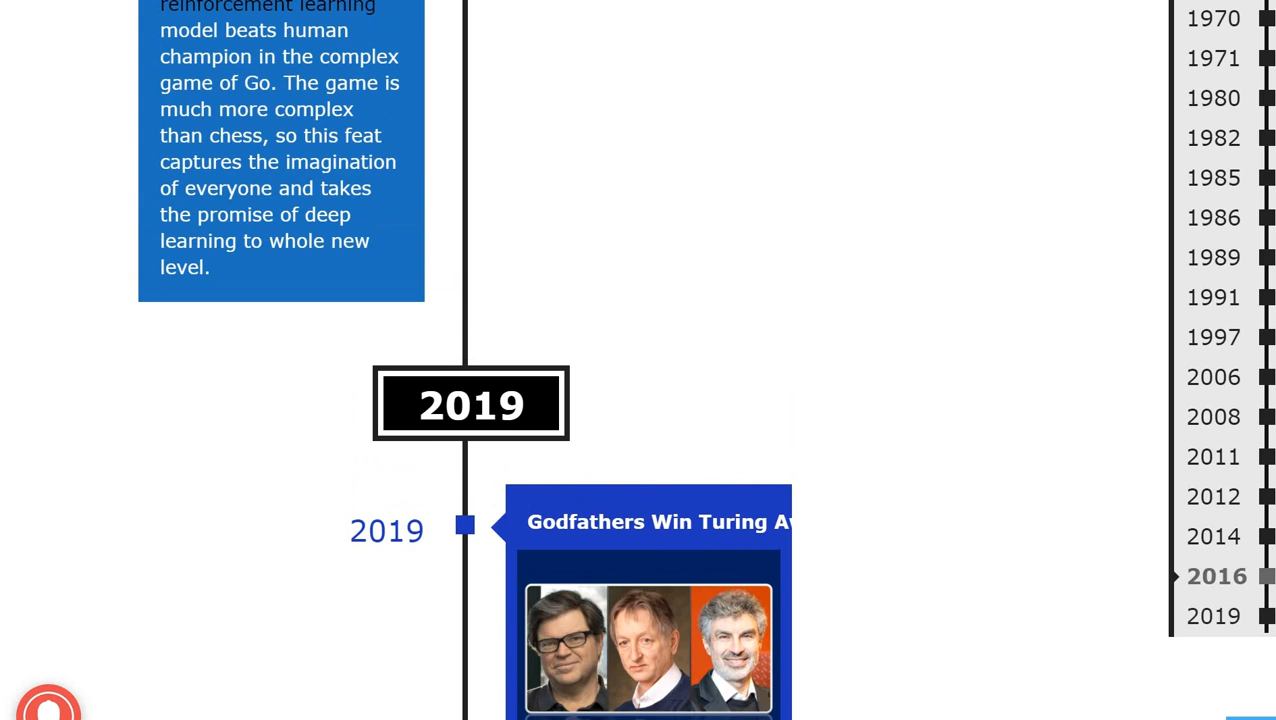 reinforcement learning
model beats human
champion in the complex
game of Go. The game is
much more complex
than chess, so this feat
captures the imagination
of everyone and takes
the promise of deep
learning to whole new
level.
2019
2019
Godfathers Win Turing Aw
1970
1971
1980
1982
1985
1986
1989
1991
1997
2006
2008
2011
2012
2014
2016
2019